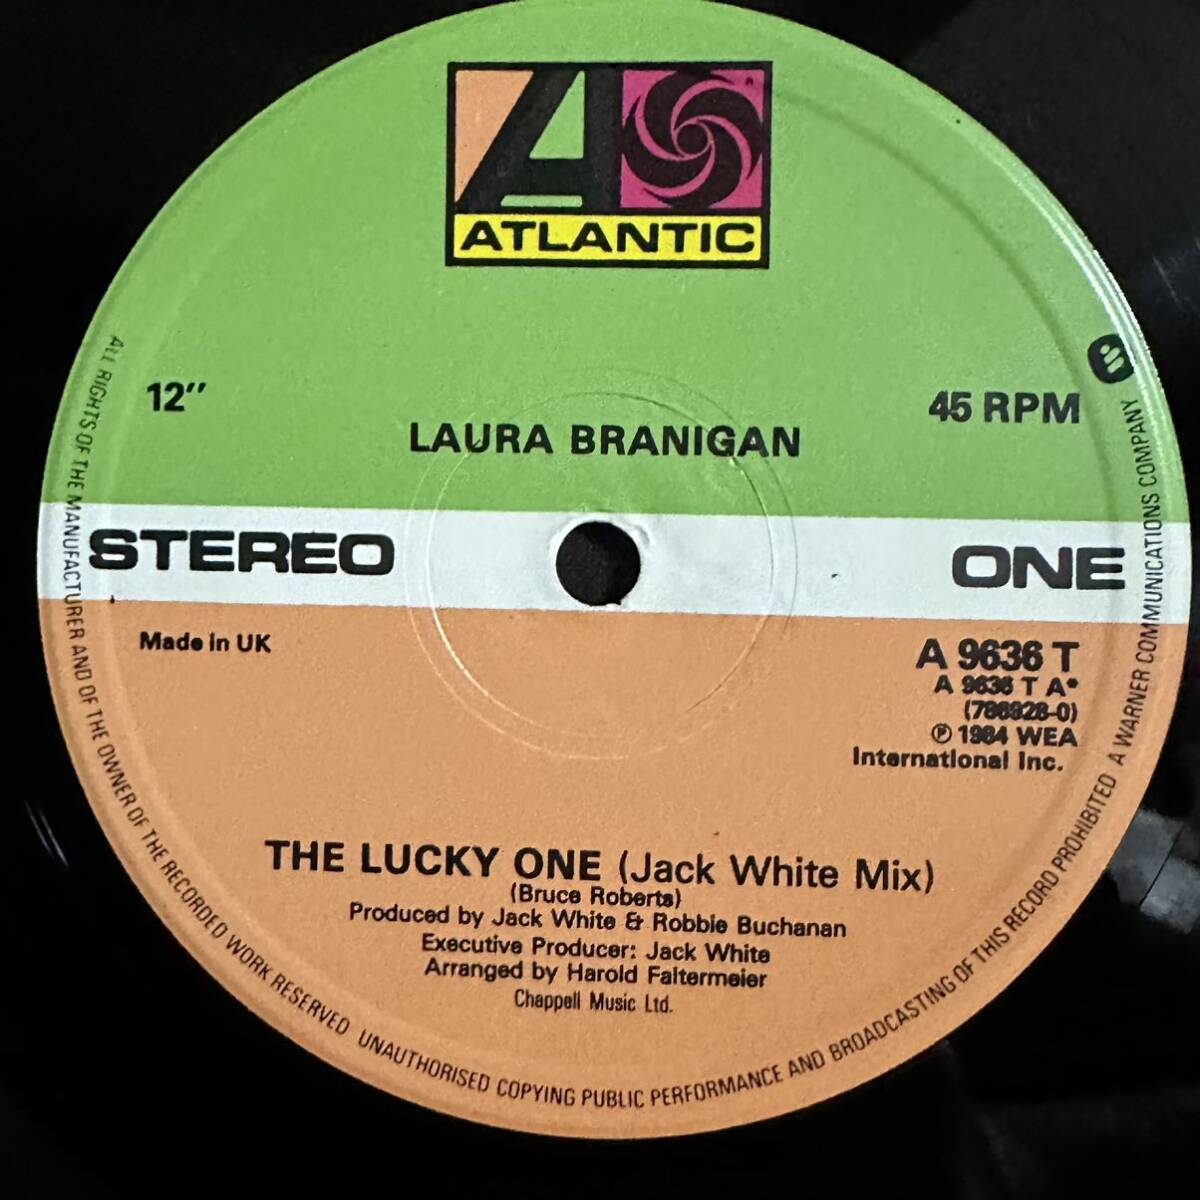 ATLANTIC
12"
45 RPM
LAURA BRANIGAN
STEREO
ONE
Made in UK
A 9636 T
A 9636 T A*
(786928-0)
℗ 1984 WEA
International Inc.
THE LUCKY ONE (Jack White Mix)
(Bruce Roberts)
Produced by Jack White & Robbie Buchanan
Executive Producer: Jack White
Arranged by Harold Faltermeier
Chappell Music Ltd.
ALL RIGHTS OF THE MANUFACTURER AND OF THE OWNER OF THE RECORDED WORK RESERVED UNAUTHORISED COPYING PUBLIC PERFORMANCE AND BROADCASTING OF THIS RECORD PROHIBITED A WARNER COMMUNICATIONS COMPANY